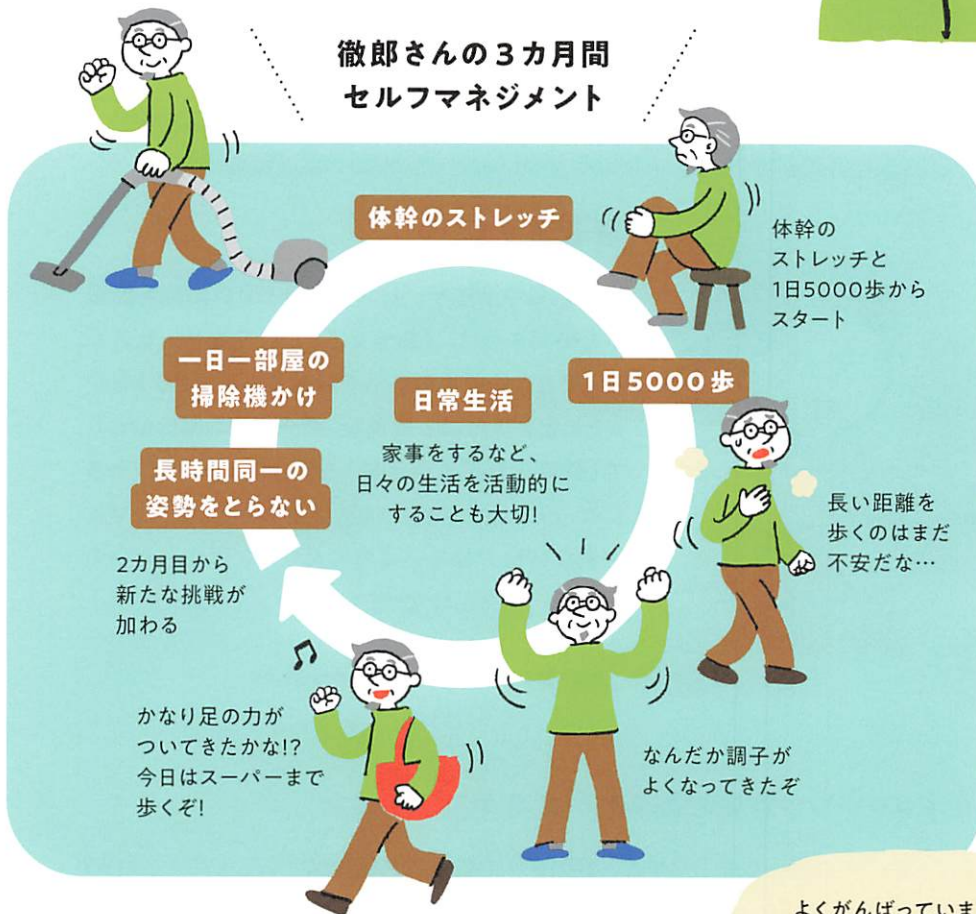 徹郎さんの3カ月間
セルフマネジメント
体幹のストレッチ
体幹の
ストレッチと
1日5000歩から
スタート
1日5000歩
長い距離を
歩くのはまだ
不安だな…
なんだか調子が
よくなってきたぞ
かなり足の力が
ついてきたかな!?
今日はスーパーまで
歩くぞ!
2カ月目から
新たな挑戦が
加わる
長時間同一の
姿勢をとらない
一日一部屋の
掃除機かけ
日常生活
家事をするなど、
日々の生活を活動的に
することも大切!
よくがんばっていま